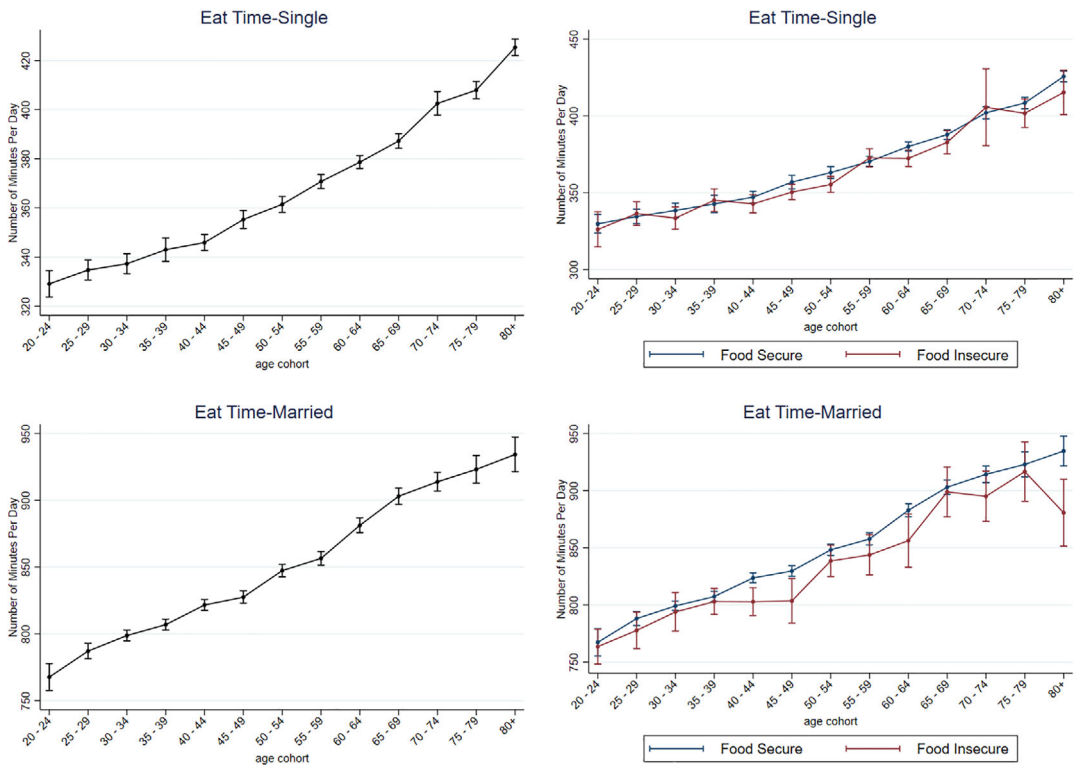 Eat Time-Single
Number of Minutes Per Day
420
400
380
360
340
320
20 - 24
25 - 29
30 - 34
35 - 39
40 - 44
45 - 49
50 - 54
55 - 59
60 - 64
65 - 69
70 - 74
75 - 79
80+
age cohort
Eat Time-Single
Number of Minutes Per Day
450
400
350
300
20 - 24
25 - 29
30 - 34
35 - 39
40 - 44
45 - 49
50 - 54
55 - 59
60 - 64
65 - 69
70 - 74
75 - 79
80+
age cohort
Food Secure
Food Insecure
Eat Time-Married
Number of Minutes Per Day
950
900
850
800
750
20 - 24
25 - 29
30 - 34
35 - 39
40 - 44
45 - 49
50 - 54
55 - 59
60 - 64
65 - 69
70 - 74
75 - 79
80+
age cohort
Eat Time-Married
Number of Minutes Per Day
950
900
850
800
750
20 - 24
25 - 29
30 - 34
35 - 39
40 - 44
45 - 49
50 - 54
55 - 59
60 - 64
65 - 69
70 - 74
75 - 79
80+
age cohort
Food Secure
Food Insecure